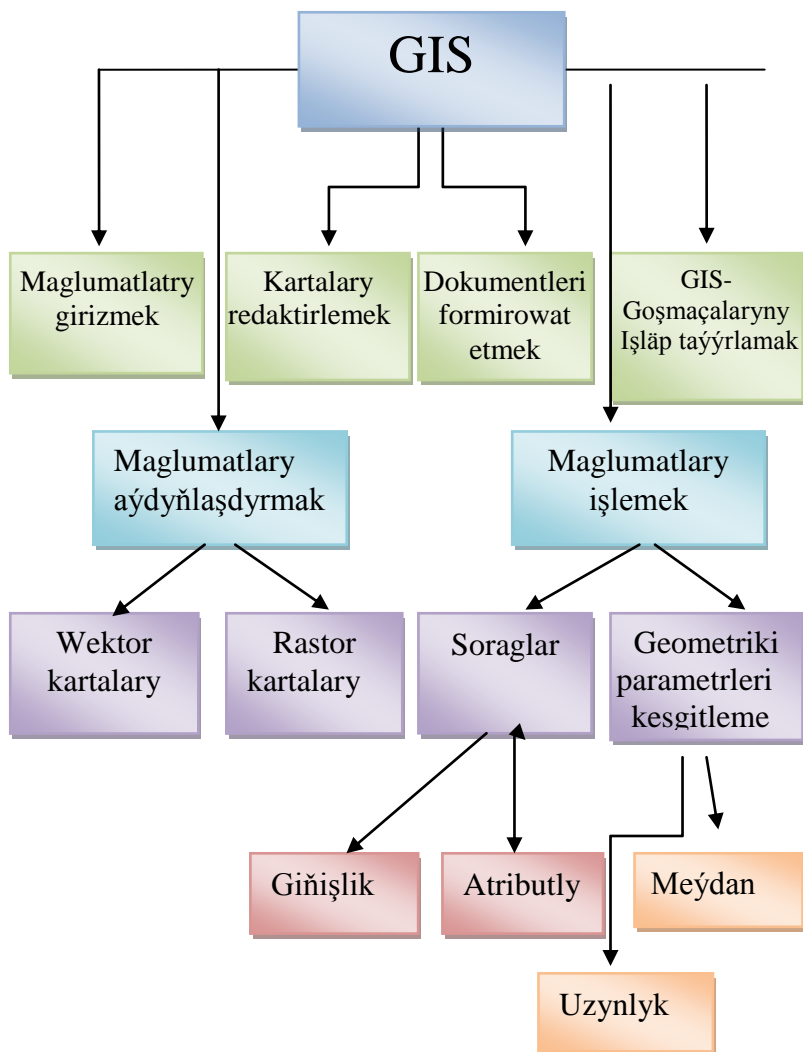 GIS
Maglumatlatry
girizmek
Kartalary
redaktirlemek
Dokumentleri
formirowat
etmek
GIS-
Goşmaçalaryny
Işläp taýýrlamak
Maglumatlary
aýdyňlaşdyrmak
Maglumatlary
işlemek
Wektor
kartalary
Rastor
kartalary
Soraglar
Geometriki
parametrleri
kesgitleme
Giňişlik
Atributly
Meýdan
Uzynlyk